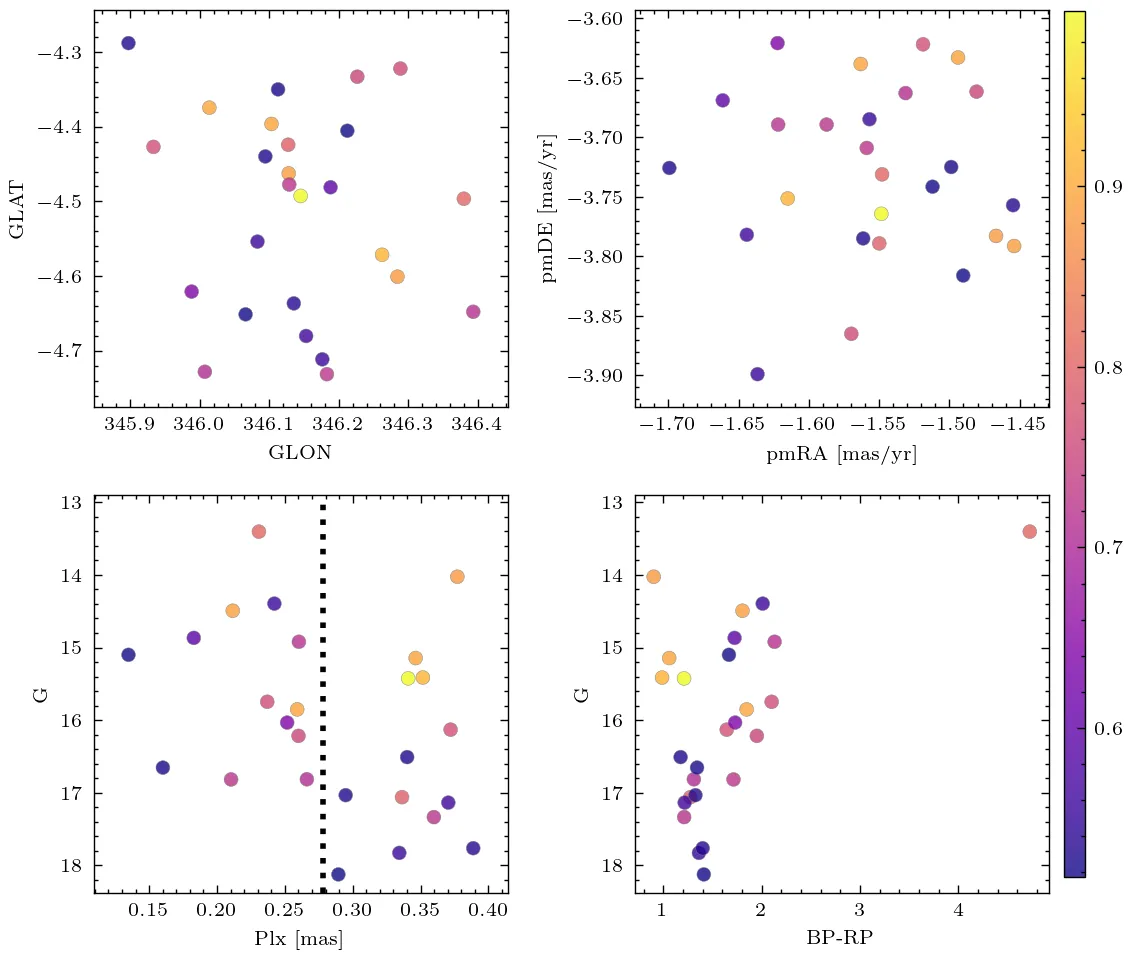 −4.3
−4.4
−4.5
−4.6
−4.7
GLAT
345.9 346.0 346.1 346.2 346.3 346.4
GLON
−3.60
−3.65
−3.70
−3.75
−3.80
−3.85
−3.90
pmDE [mas/yr]
−1.70 −1.65 −1.60 −1.55 −1.50 −1.45
pmRA [mas/yr]
0.9
0.8
0.7
0.6
13
14
15
16
17
18
G
0.15 0.20 0.25 0.30 0.35 0.40
Plx [mas]
13
14
15
16
17
18
G
1 2 3 4
BP-RP